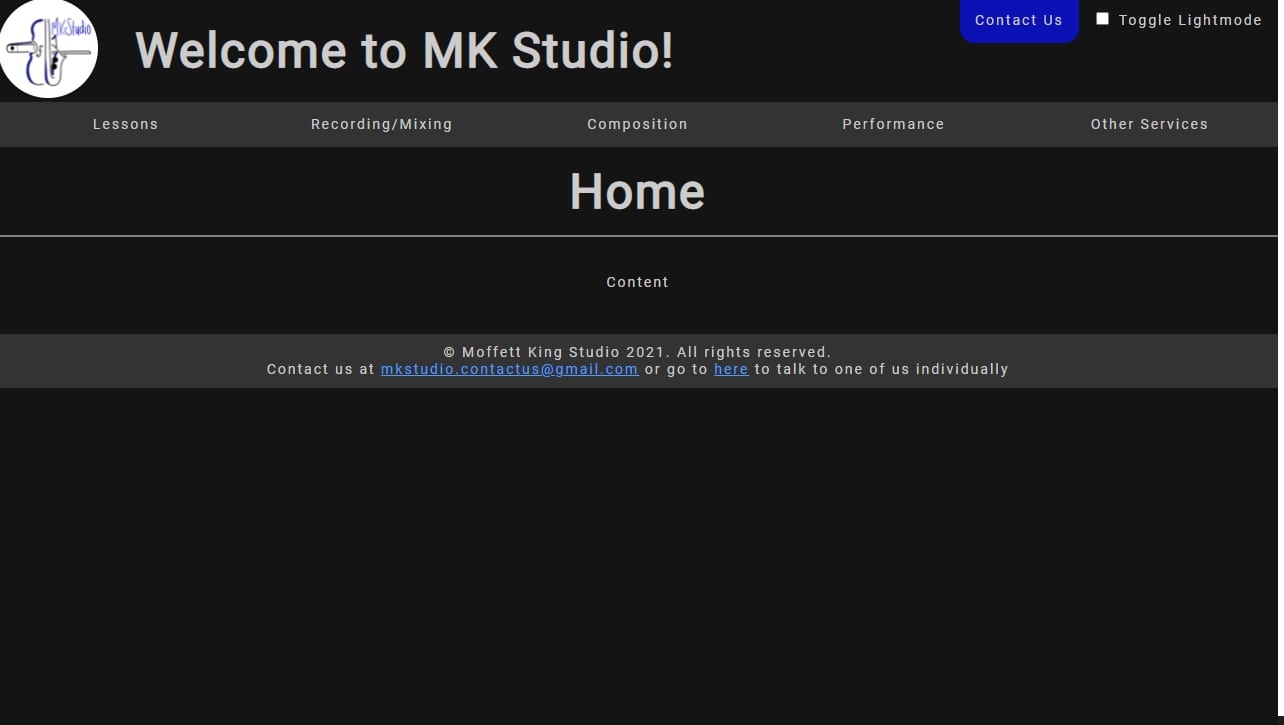 MKStudio
Welcome to MK Studio!
Contact Us
Toggle Lightmode
Lessons
Recording/Mixing
Composition
Performance
Other Services
Home
Content
© Moffett King Studio 2021. All rights reserved.
Contact us at mkstudio.contactus@gmail.com or go to here to talk to one of us individually